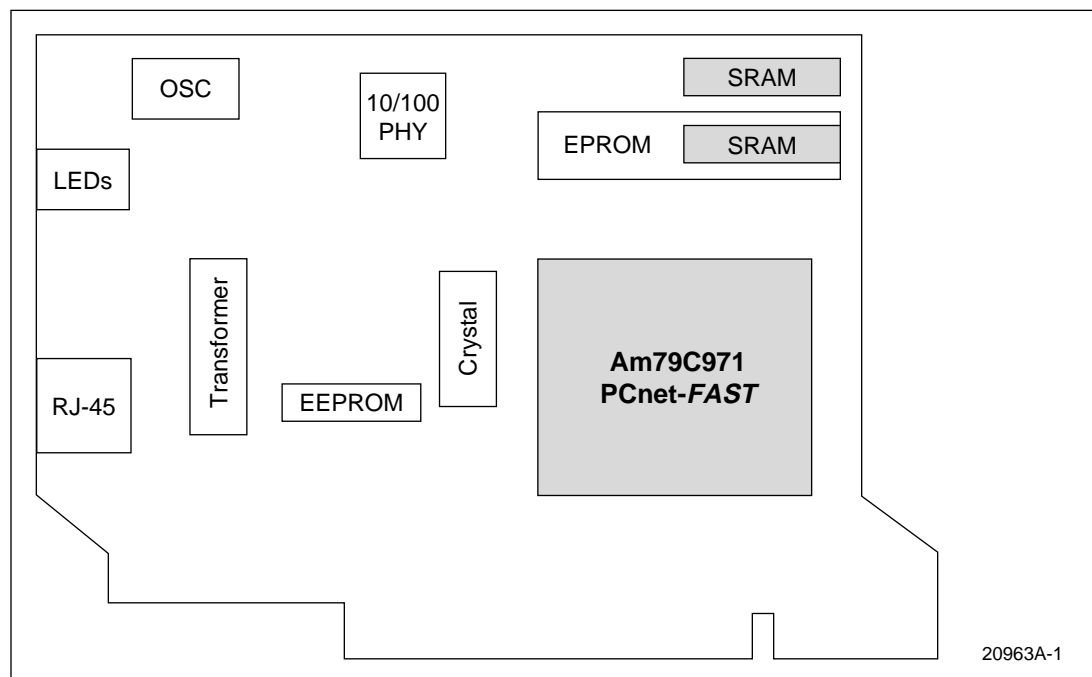 OSC
10/100
PHY
SRAM
EPROM
SRAM
LEDs
Transformer
Crystal
Am79C971
PCnet-FAST
RJ-45
EEPROM
20963A-1